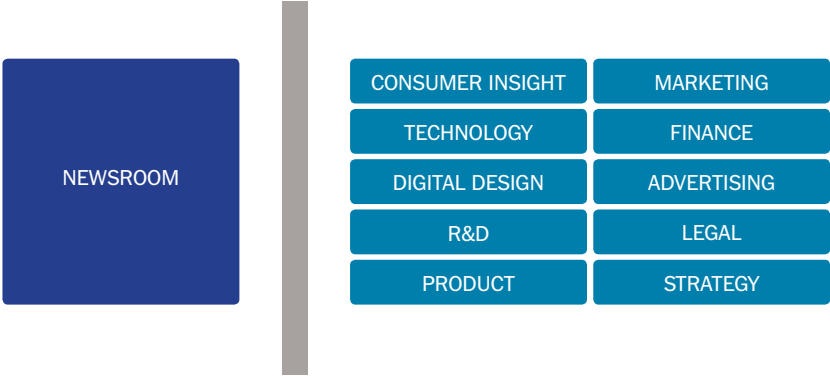 NEWSROOM
CONSUMER INSIGHT
MARKETING
TECHNOLOGY
FINANCE
DIGITAL DESIGN
ADVERTISING
R&D
LEGAL
PRODUCT
STRATEGY